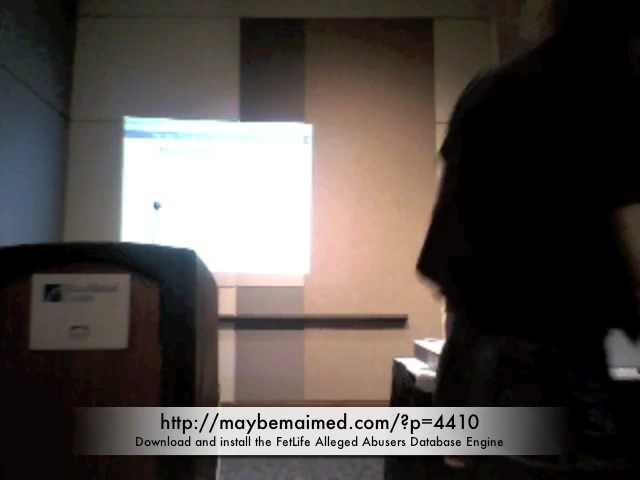 http://maybemaimed.com/?p=4410
Download and install the FetLife Alleged Abusers Database Engine